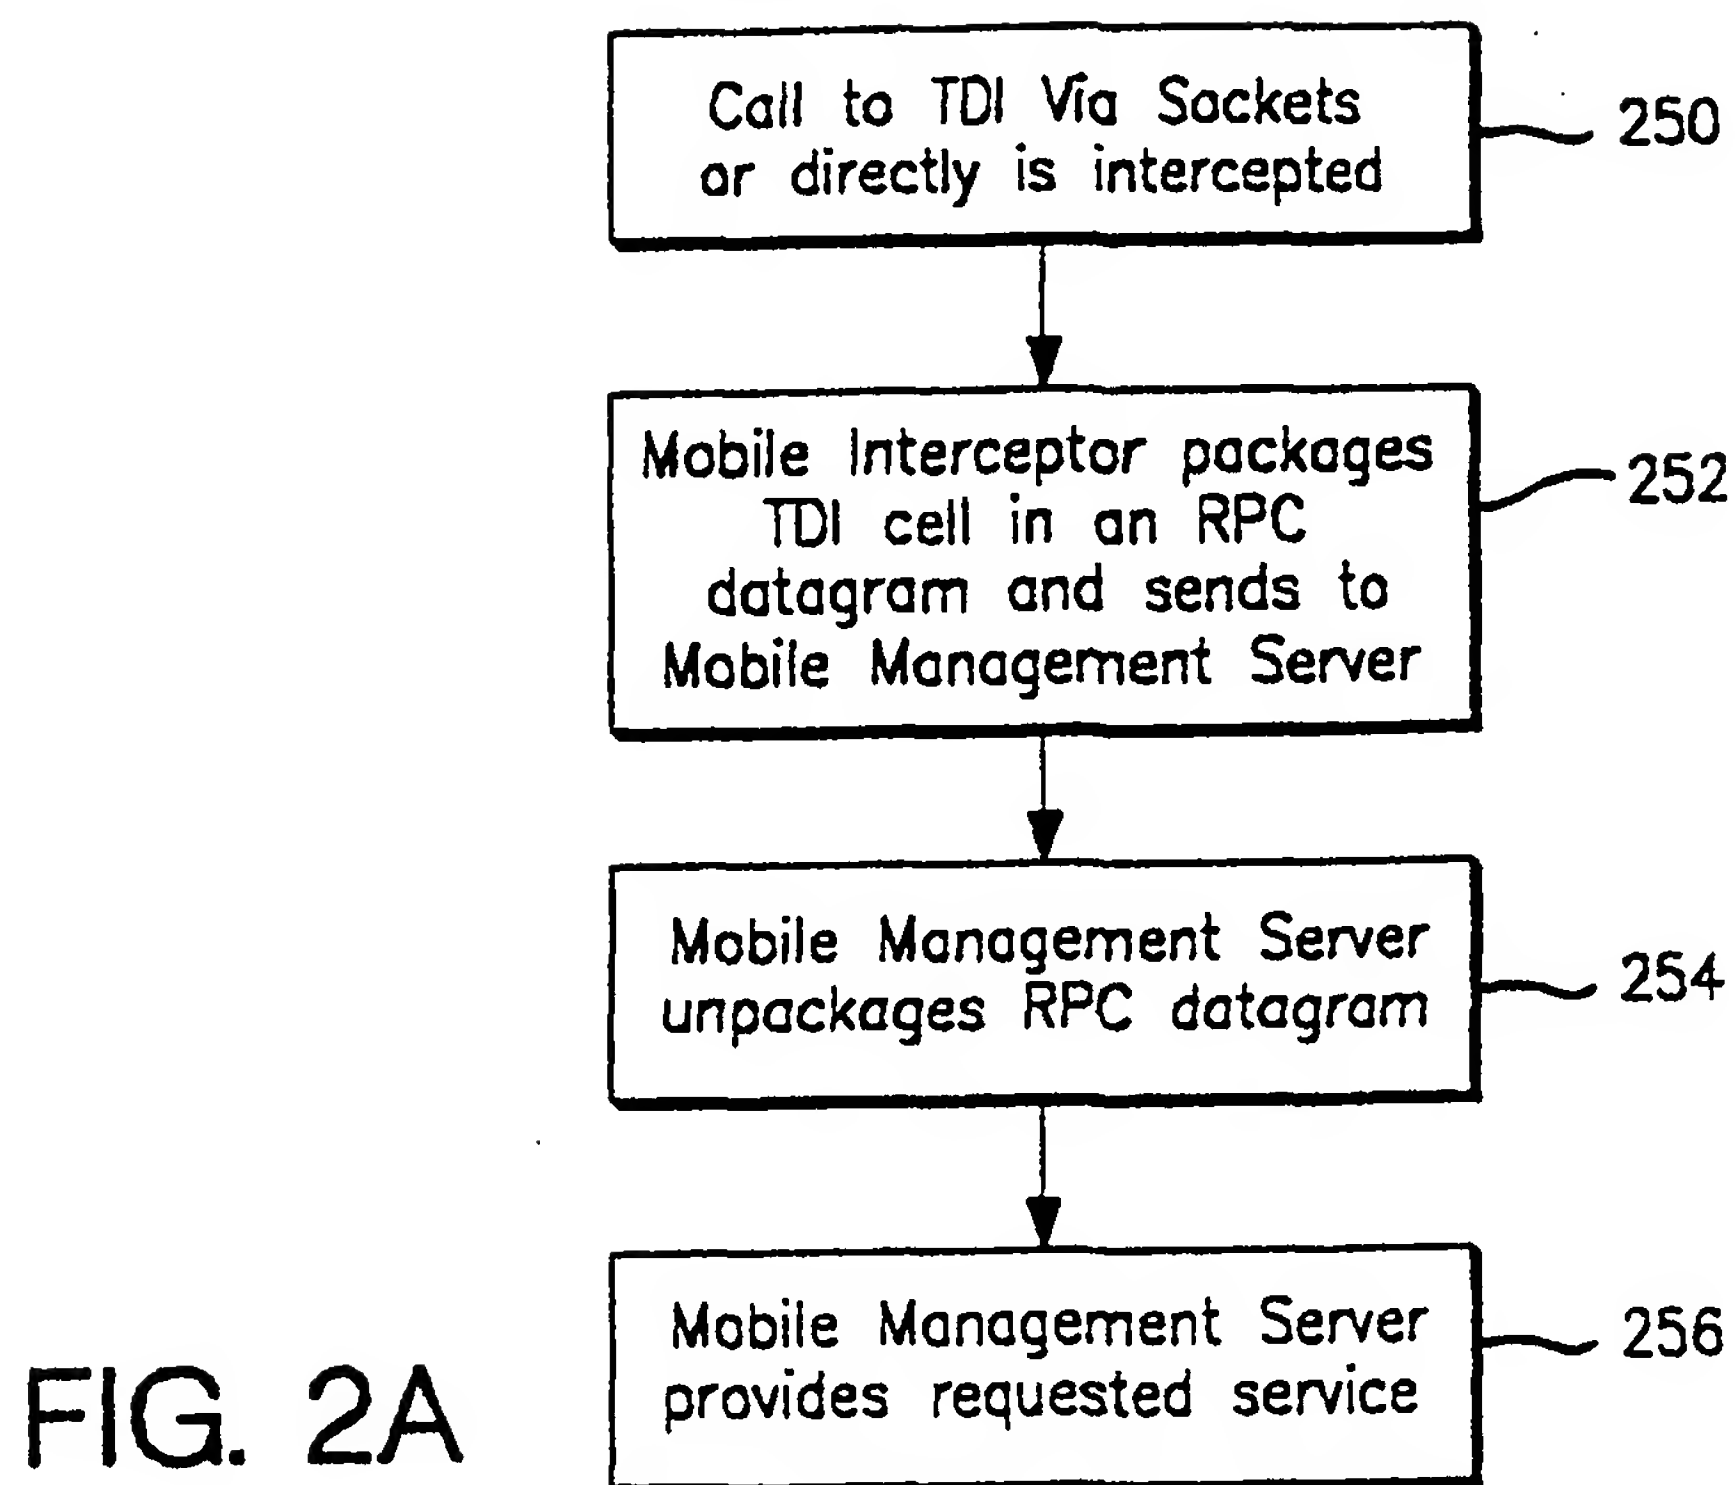 Call to TDI Via Sockets
or directly is intercepted
250
Mobile Interceptor packages
TDI cell in an RPC
datagram and sends to
Mobile Management Server
252
Mobile Management Server
unpackages RPC datagram
254
Mobile Management Server
provides requested service
256
FIG. 2A